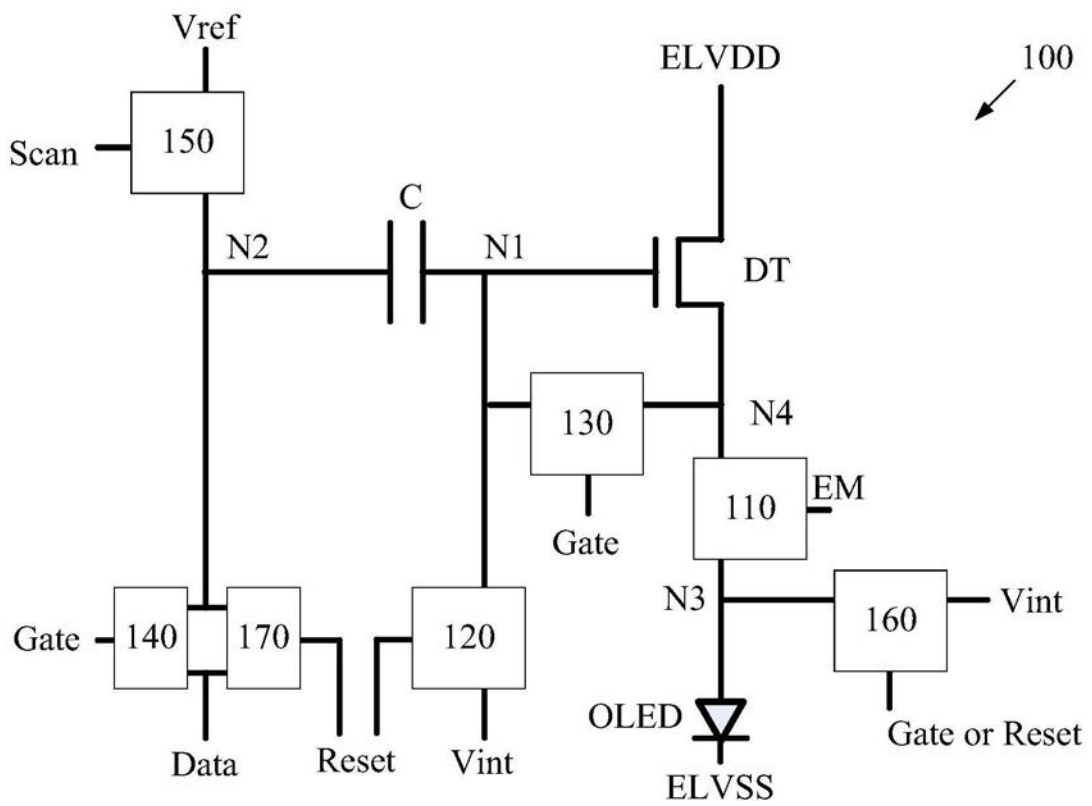 Vref
ELVDD
100
150
Scan
C
N2
N1
DT
130
N4
110
EM
Gate
N3
160
Vint
Gate
140
170
120
OLED
Gate or Reset
Data
Reset
Vint
ELVSS